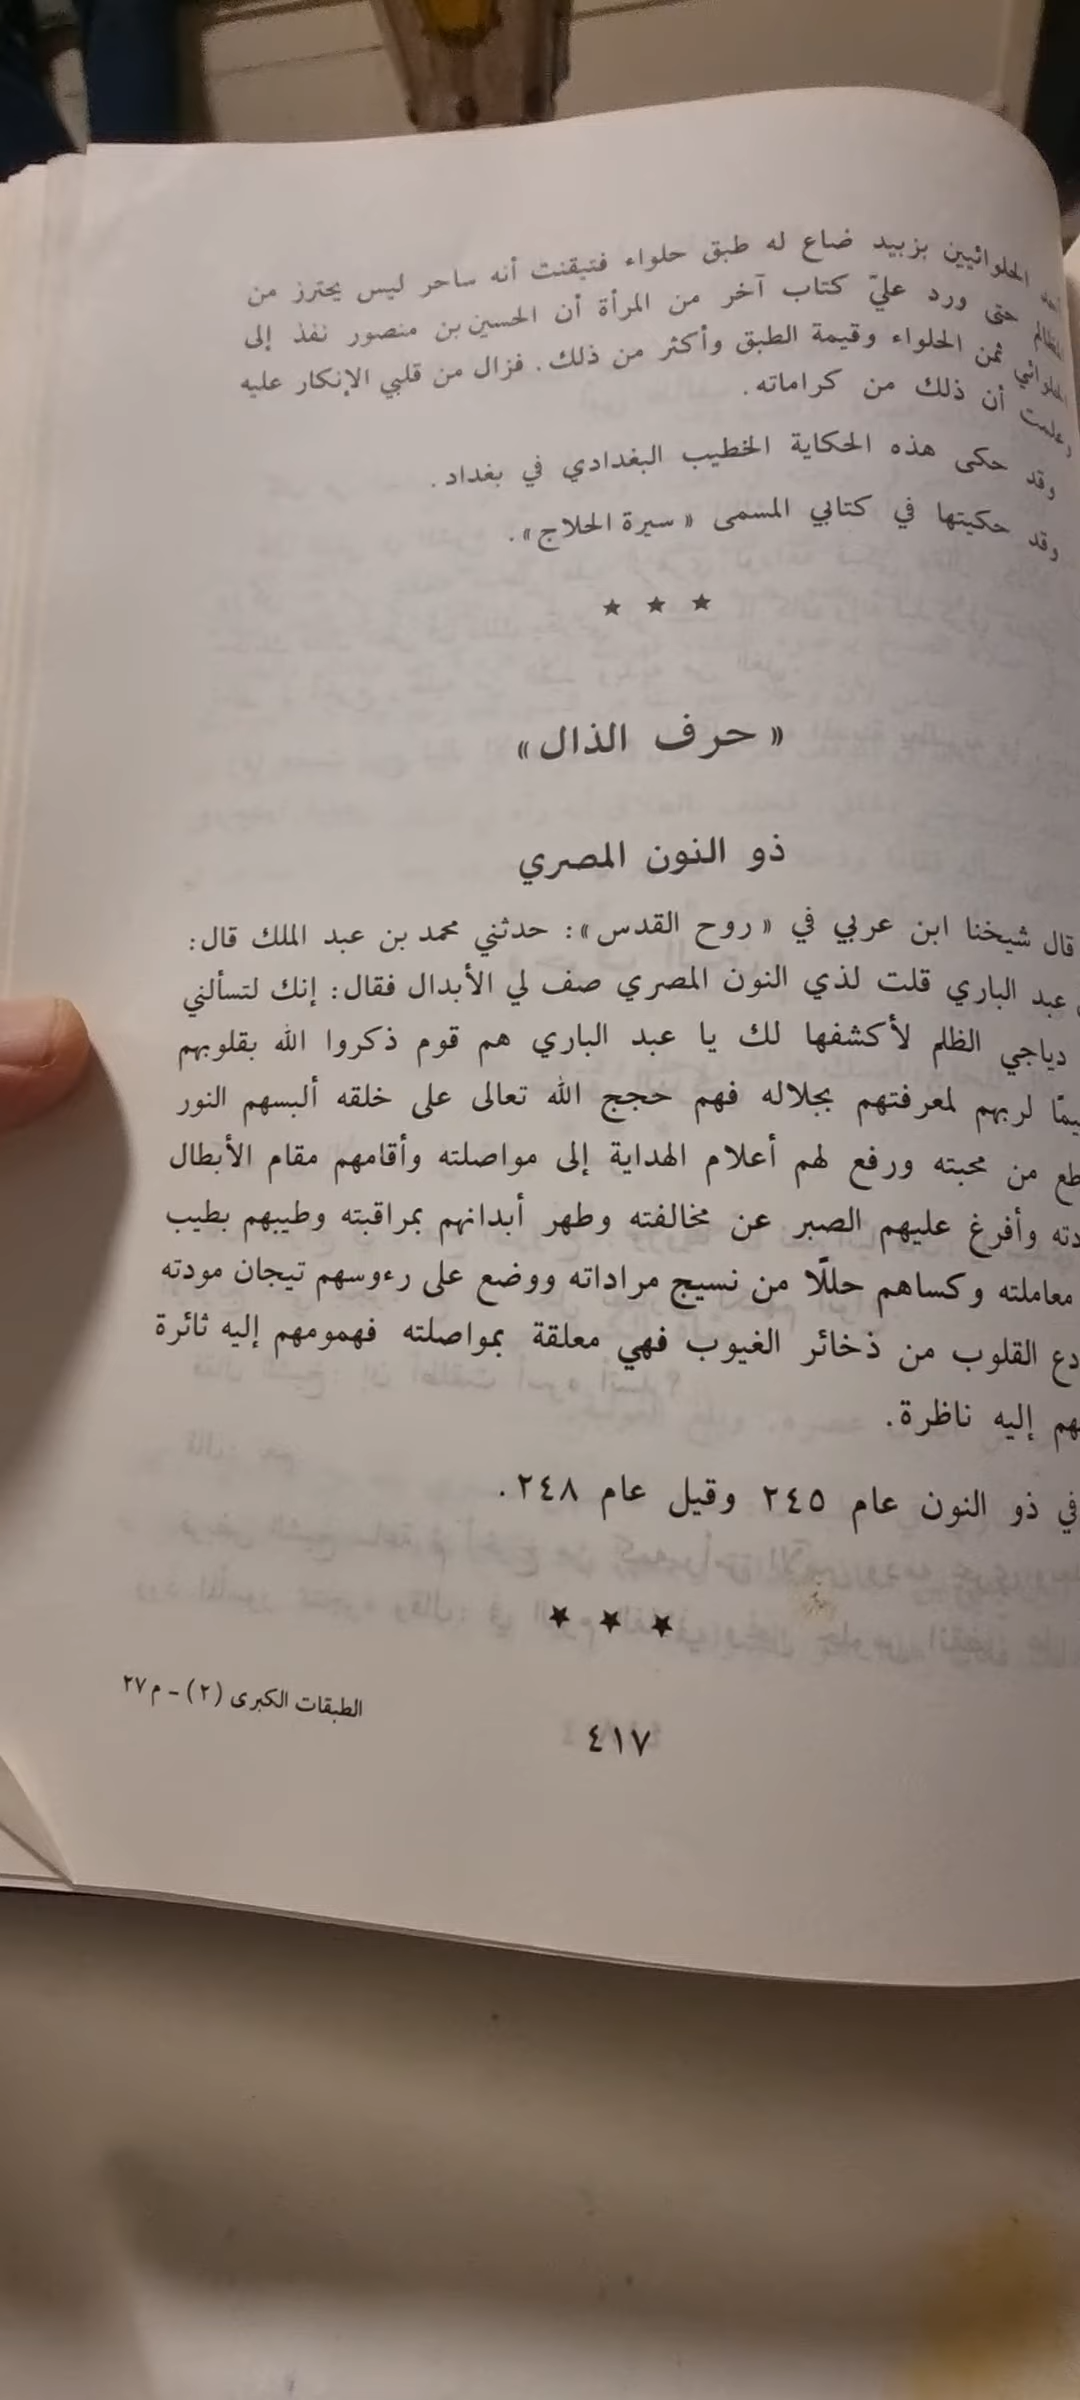 أحد الحلوائيين بزبيد ضاع له طبق حلواء فتيقنت أنه ساحر ليس يحترز من
المظالم حتى ورد عليّ كتاب آخر من المرأة أن الحسين بن منصور نفذ إلى
الحلوائي ثمن الحلواء وقيمة الطبق وأكثر من ذلك. فزال من قلبي الإنكار عليه
وعلمت أن ذلك من كراماته.
وقد حكى هذه الحكاية الخطيب البغدادي في بغداد.
وقد حكيتها في كتابي المسمى « سيرة الحلاج».
★ ★ ★
« حرف الذال»
ذو النون المصري
قال شيخنا ابن عربي في « روح القدس»: حدثني محمد بن عبد الملك قال:
عبد الباري قلت لذي النون المصري صف لي الأبدال فقال: إنك لتسألني
دياجي الظلم لأكشفها لك يا عبد الباري هم قوم ذكروا الله بقلوبهم
لربهم لمعرفتهم بجلاله فهم حجج الله تعالى على خلقه ألبسهم النور
من محبته ورفع لهم أعلام الهداية إلى مواصلته وأقامهم مقام الأبطال
وأفرغ عليهم الصبر عن مخالفته وطهر أبدانهم بمراقبته وطيبهم بطيب
معاملته وكساهم حللًا من نسيج مراداته ووضع على رءوسهم تيجان مودته
القلوب من ذخائر الغيوب فهي معلقة بمواصلته فهمومهم إليه ثائرة
إليه ناظرة.
ذو النون عام ٢٤٥ وقيل عام ٢٤٨.
★ ★ ★
الطبقات الكبرى (٢) - م٢٧
٤١٧